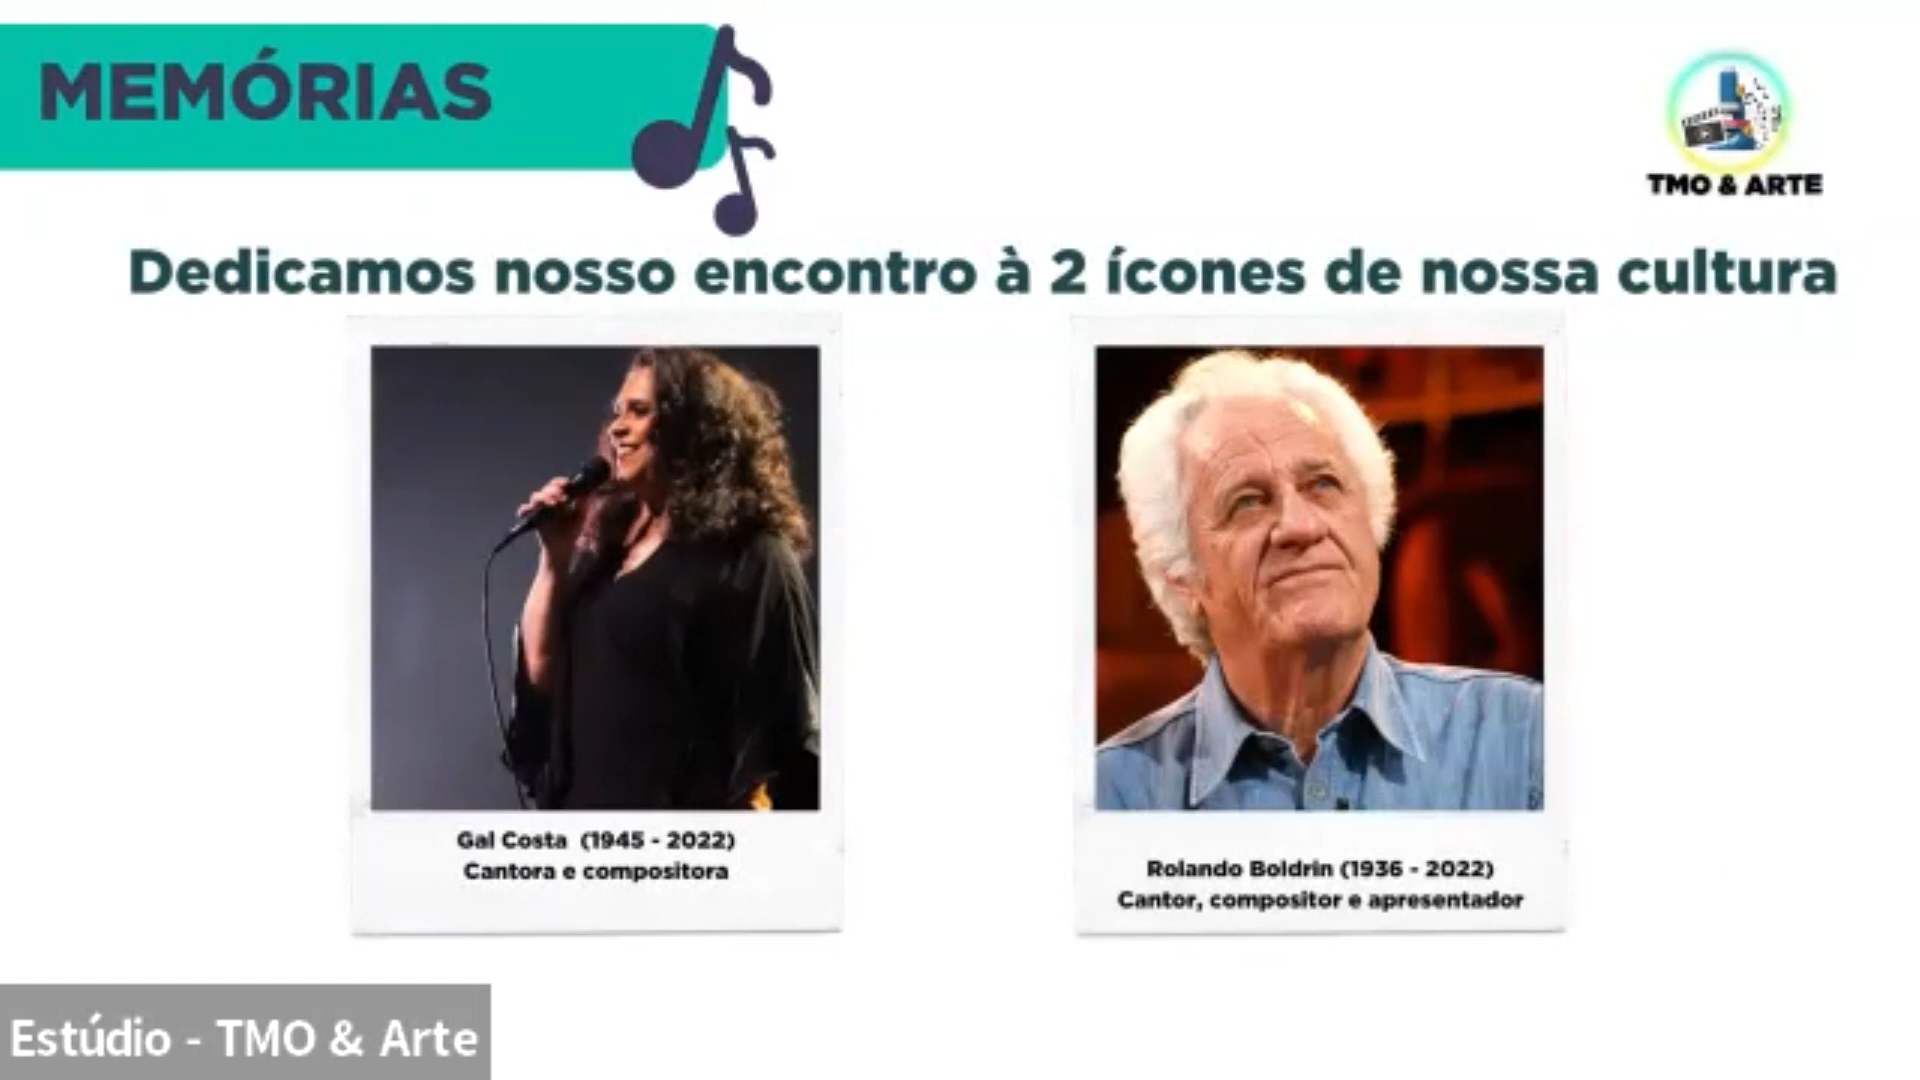 MEMÓRIAS
TMO & ARTE
Dedicamos nosso encontro à 2 ícones de nossa cultura
Gal Costa (1945 - 2022)
Cantora e compositora
Rolando Boldrin (1936 - 2022)
Cantor, compositor e apresentador
Estúdio - TMO & Arte